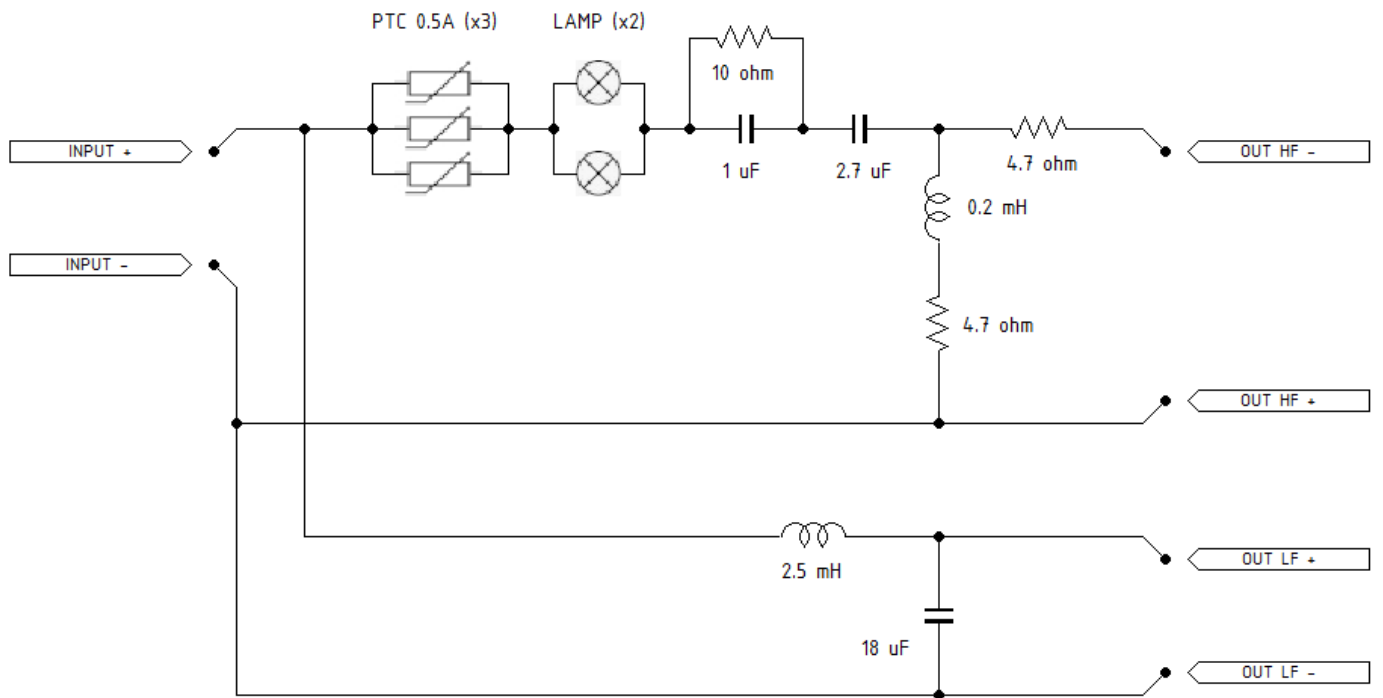 PTC 0.5A (x3)
LAMP (x2)
10 ohm
INPUT +
1 uF
2.7 uF
4.7 ohm
OUT HF -
0.2 mH
INPUT -
4.7 ohm
OUT HF +
2.5 mH
OUT LF +
18 uF
OUT LF -